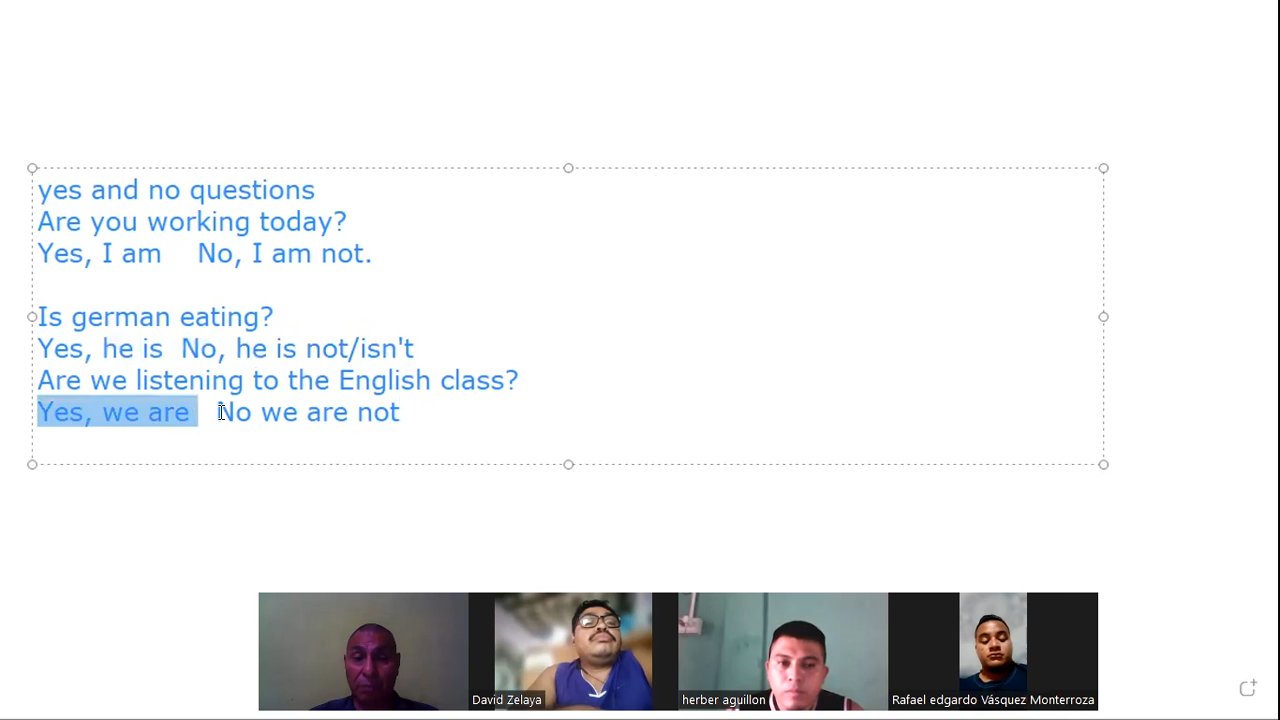 yes and no questions
Are you working today?
Yes, I am    No, I am not.
Is german eating?
Yes, he is  No, he is not/isn't
Are we listening to the English class?
Yes, we are   No we are not
David Zelaya
herber aguillon
Rafael edgardo Vásquez Monterroza